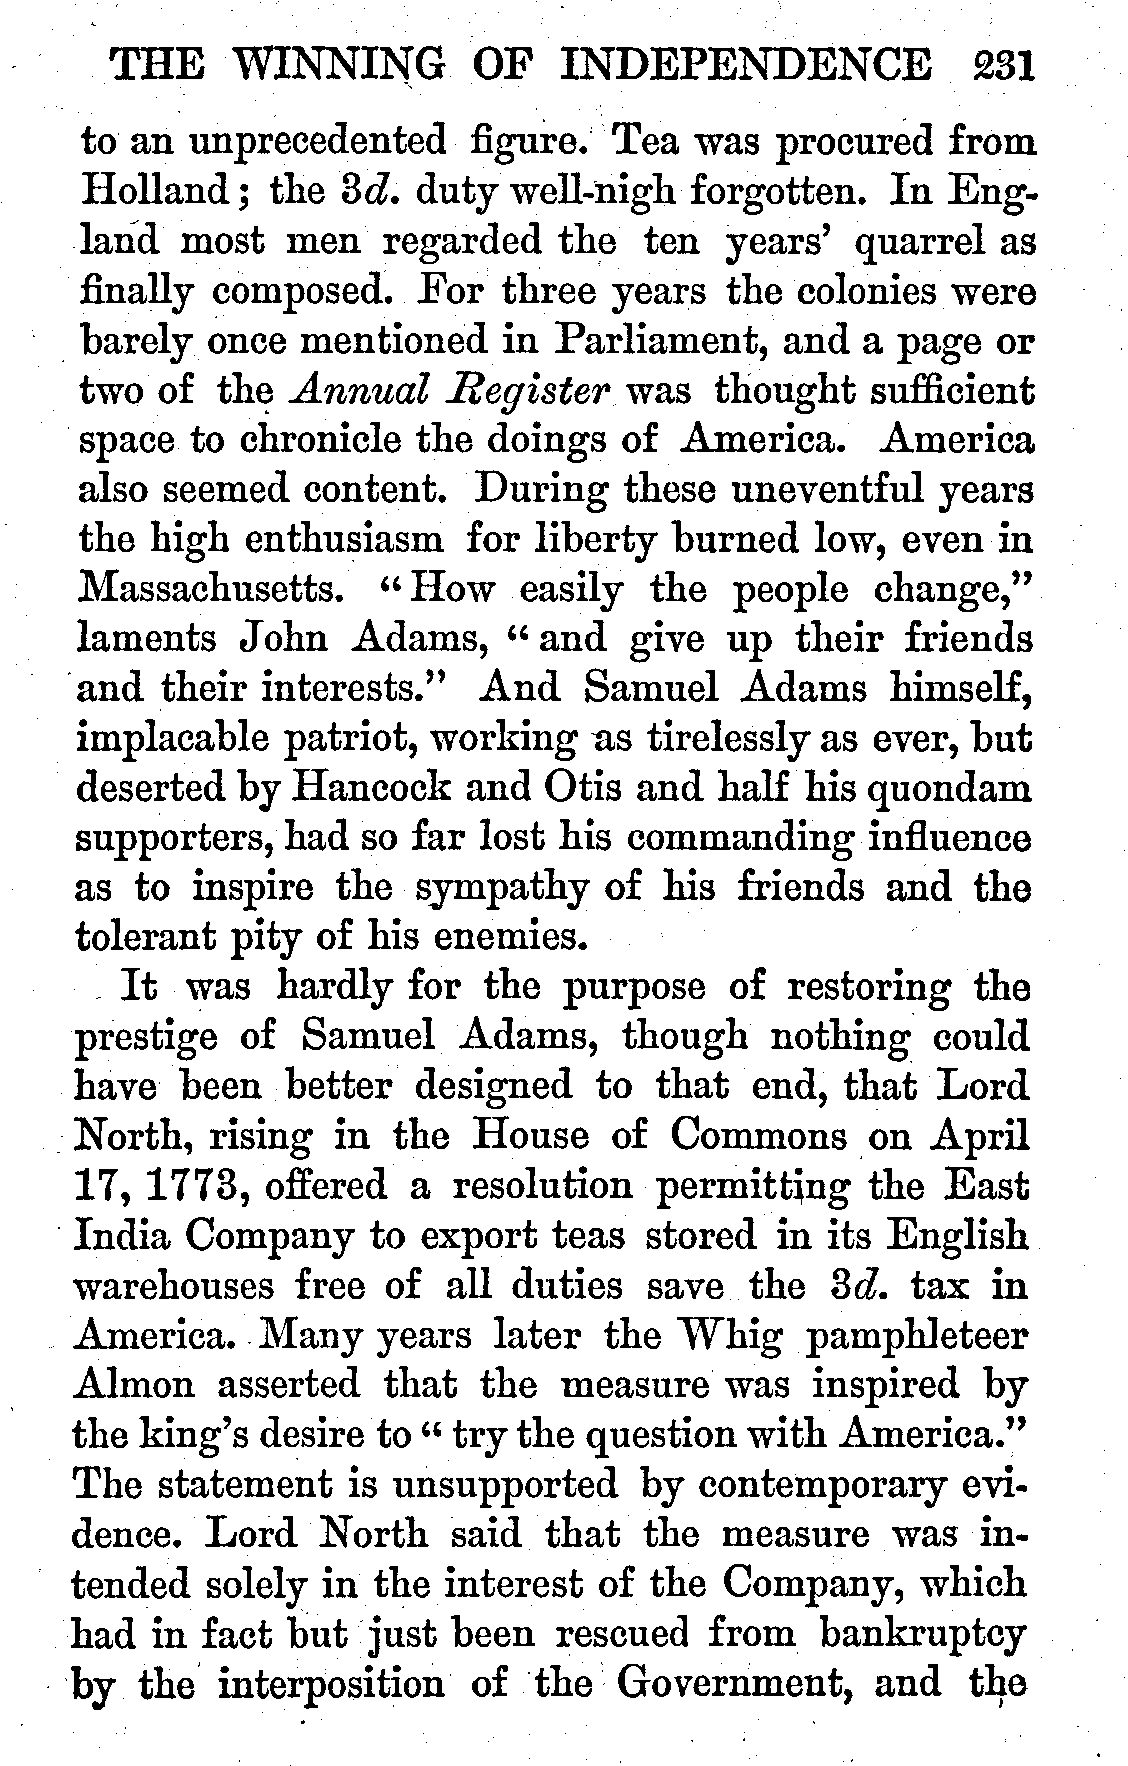 THE WINNING OF INDEPENDENCE 231
to an unprecedented figure. Tea was procured from
Holland; the 3d. duty well-nigh forgotten. In Eng-
land most men regarded the ten years' quarrel as
finally composed. For three years the colonies were
barely once mentioned in Parliament, and a page or
two of the Annual Register was thought sufficient
space to chronicle the doings of America. America
also seemed content. During these uneventful years
the high enthusiasm for liberty burned low, even in
Massachusetts. "How easily the people change,"
laments John Adams, "and give up their friends
and their interests." And Samuel Adams himself,
implacable patriot, working as tirelessly as ever, but
deserted by Hancock and Otis and half his quondam
supporters, had so far lost his commanding influence
as to inspire the sympathy of his friends and the
tolerant pity of his enemies.
It was hardly for the purpose of restoring the
prestige of Samuel Adams, though nothing could
have been better designed to that end, that Lord
North, rising in the House of Commons on April
17, 1773, offered a resolution permitting the East
India Company to export teas stored in its English
warehouses free of all duties save the 3d. tax in
America. Many years later the Whig pamphleteer
Almon asserted that the measure was inspired by
the king's desire to "try the question with America."
The statement is unsupported by contemporary evi-
dence. Lord North said that the measure was in-
tended solely in the interest of the Company, which
had in fact but just been rescued from bankruptcy
by the interposition of the Government, and the